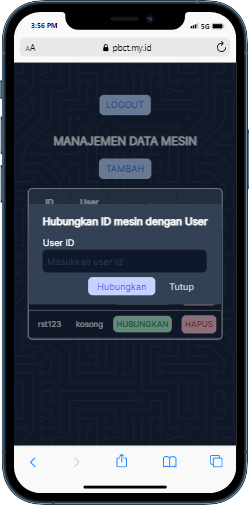 3:56 PM
5G
AA
pbct.my.id
LOGOUT
MANAJEMEN DATA MESIN
TAMBAH
ID User
Hubungkan ID mesin dengan User
User ID
Masukkan user id
Hubungkan Tutup
rst123 kosong HUBUNGKAN HAPUS